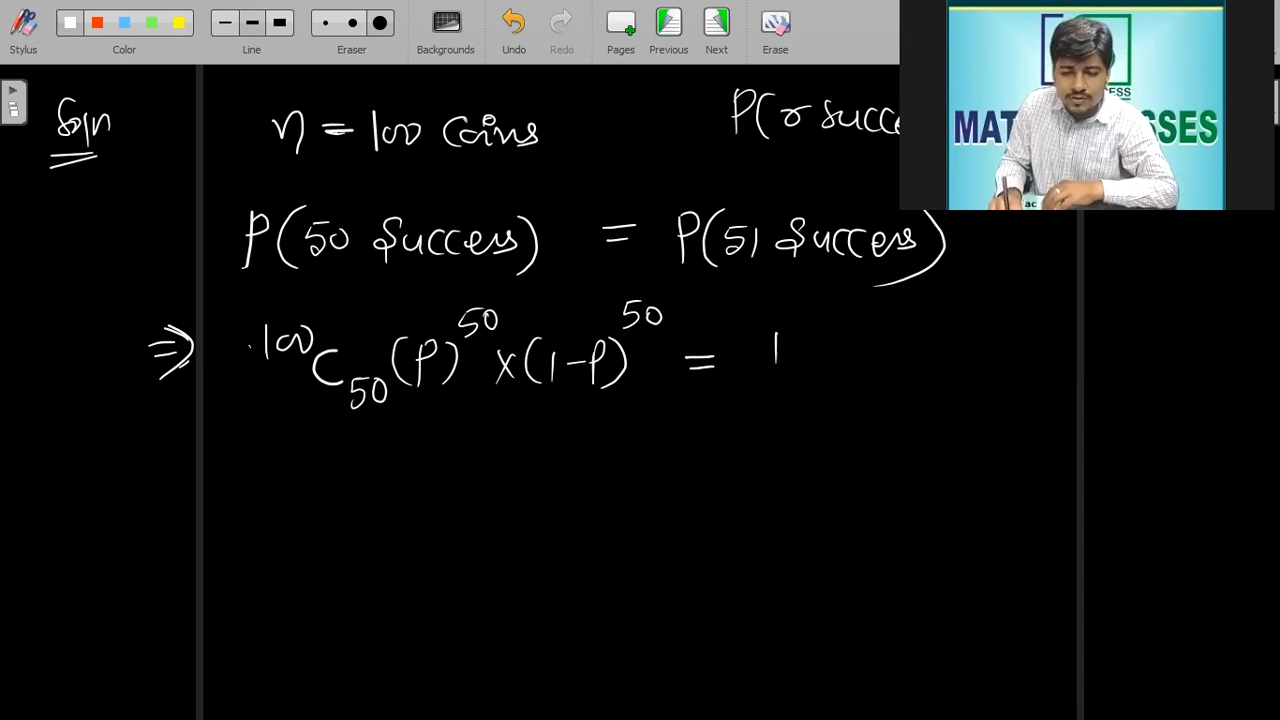 Stylus Color Line Eraser Backgrounds Undo Redo Pages Previous Next Erase
Soln n = 100 Coins P(r succe
P(50 Success) = P(51 Success)
⇒ ¹⁰⁰C₅₀ (P)⁵⁰ × (1-P)⁵⁰ = 1